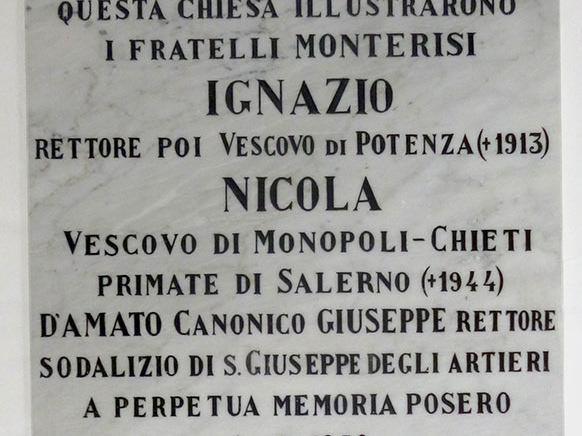 QUESTA CHIESA ILLUSTRARONO
I FRATELLI MONTERISI
IGNAZIO
RETTORE POI VESCOVO DI POTENZA (†1913)
NICOLA
VESCOVO DI MONOPOLI-CHIETI
PRIMATE DI SALERNO (†1944)
D'AMATO CANONICO GIUSEPPE RETTORE
SODALIZIO DI S. GIUSEPPE DEGLI ARTIERI
A PERPETUA MEMORIA POSERO